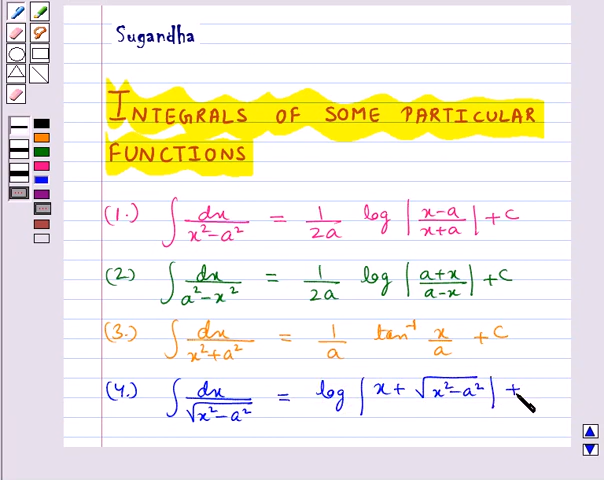 Sugandha
INTEGRALS OF SOME PARTICULAR
FUNCTIONS
(1.) ∫ dx/(x²-a²) = 1/2a log |(x-a)/(x+a)| + C
(2) ∫ dx/(a²-x²) = 1/2a log |(a+x)/(a-x)| + C
(3.) ∫ dx/(x²+a²) = 1/a tan⁻¹ x/a + C
(4.) ∫ dx/√(x²-a²) = log |x + √(x²-a²)| +